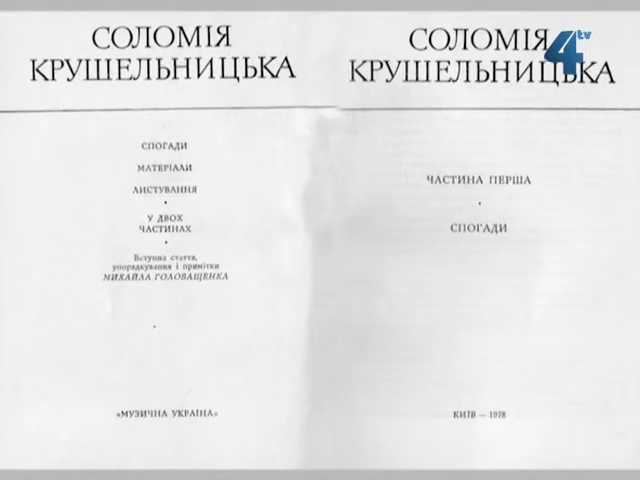 СОЛОМІЯ
КРУШЕЛЬНИЦЬКА
СПОГАДИ
МАТЕРІАЛИ
ЛИСТУВАННЯ
У ДВОХ
ЧАСТИНАХ
Вступна стаття,
упорядкування і примітки
МИХАЙЛА ГОЛОВАЩЕНКА
«МУЗИЧНА УКРАЇНА»
СОЛОМІЯ
КРУШЕЛЬНИЦЬКА
ЧАСТИНА ПЕРША
СПОГАДИ
КИЇВ — 1978
4 tv